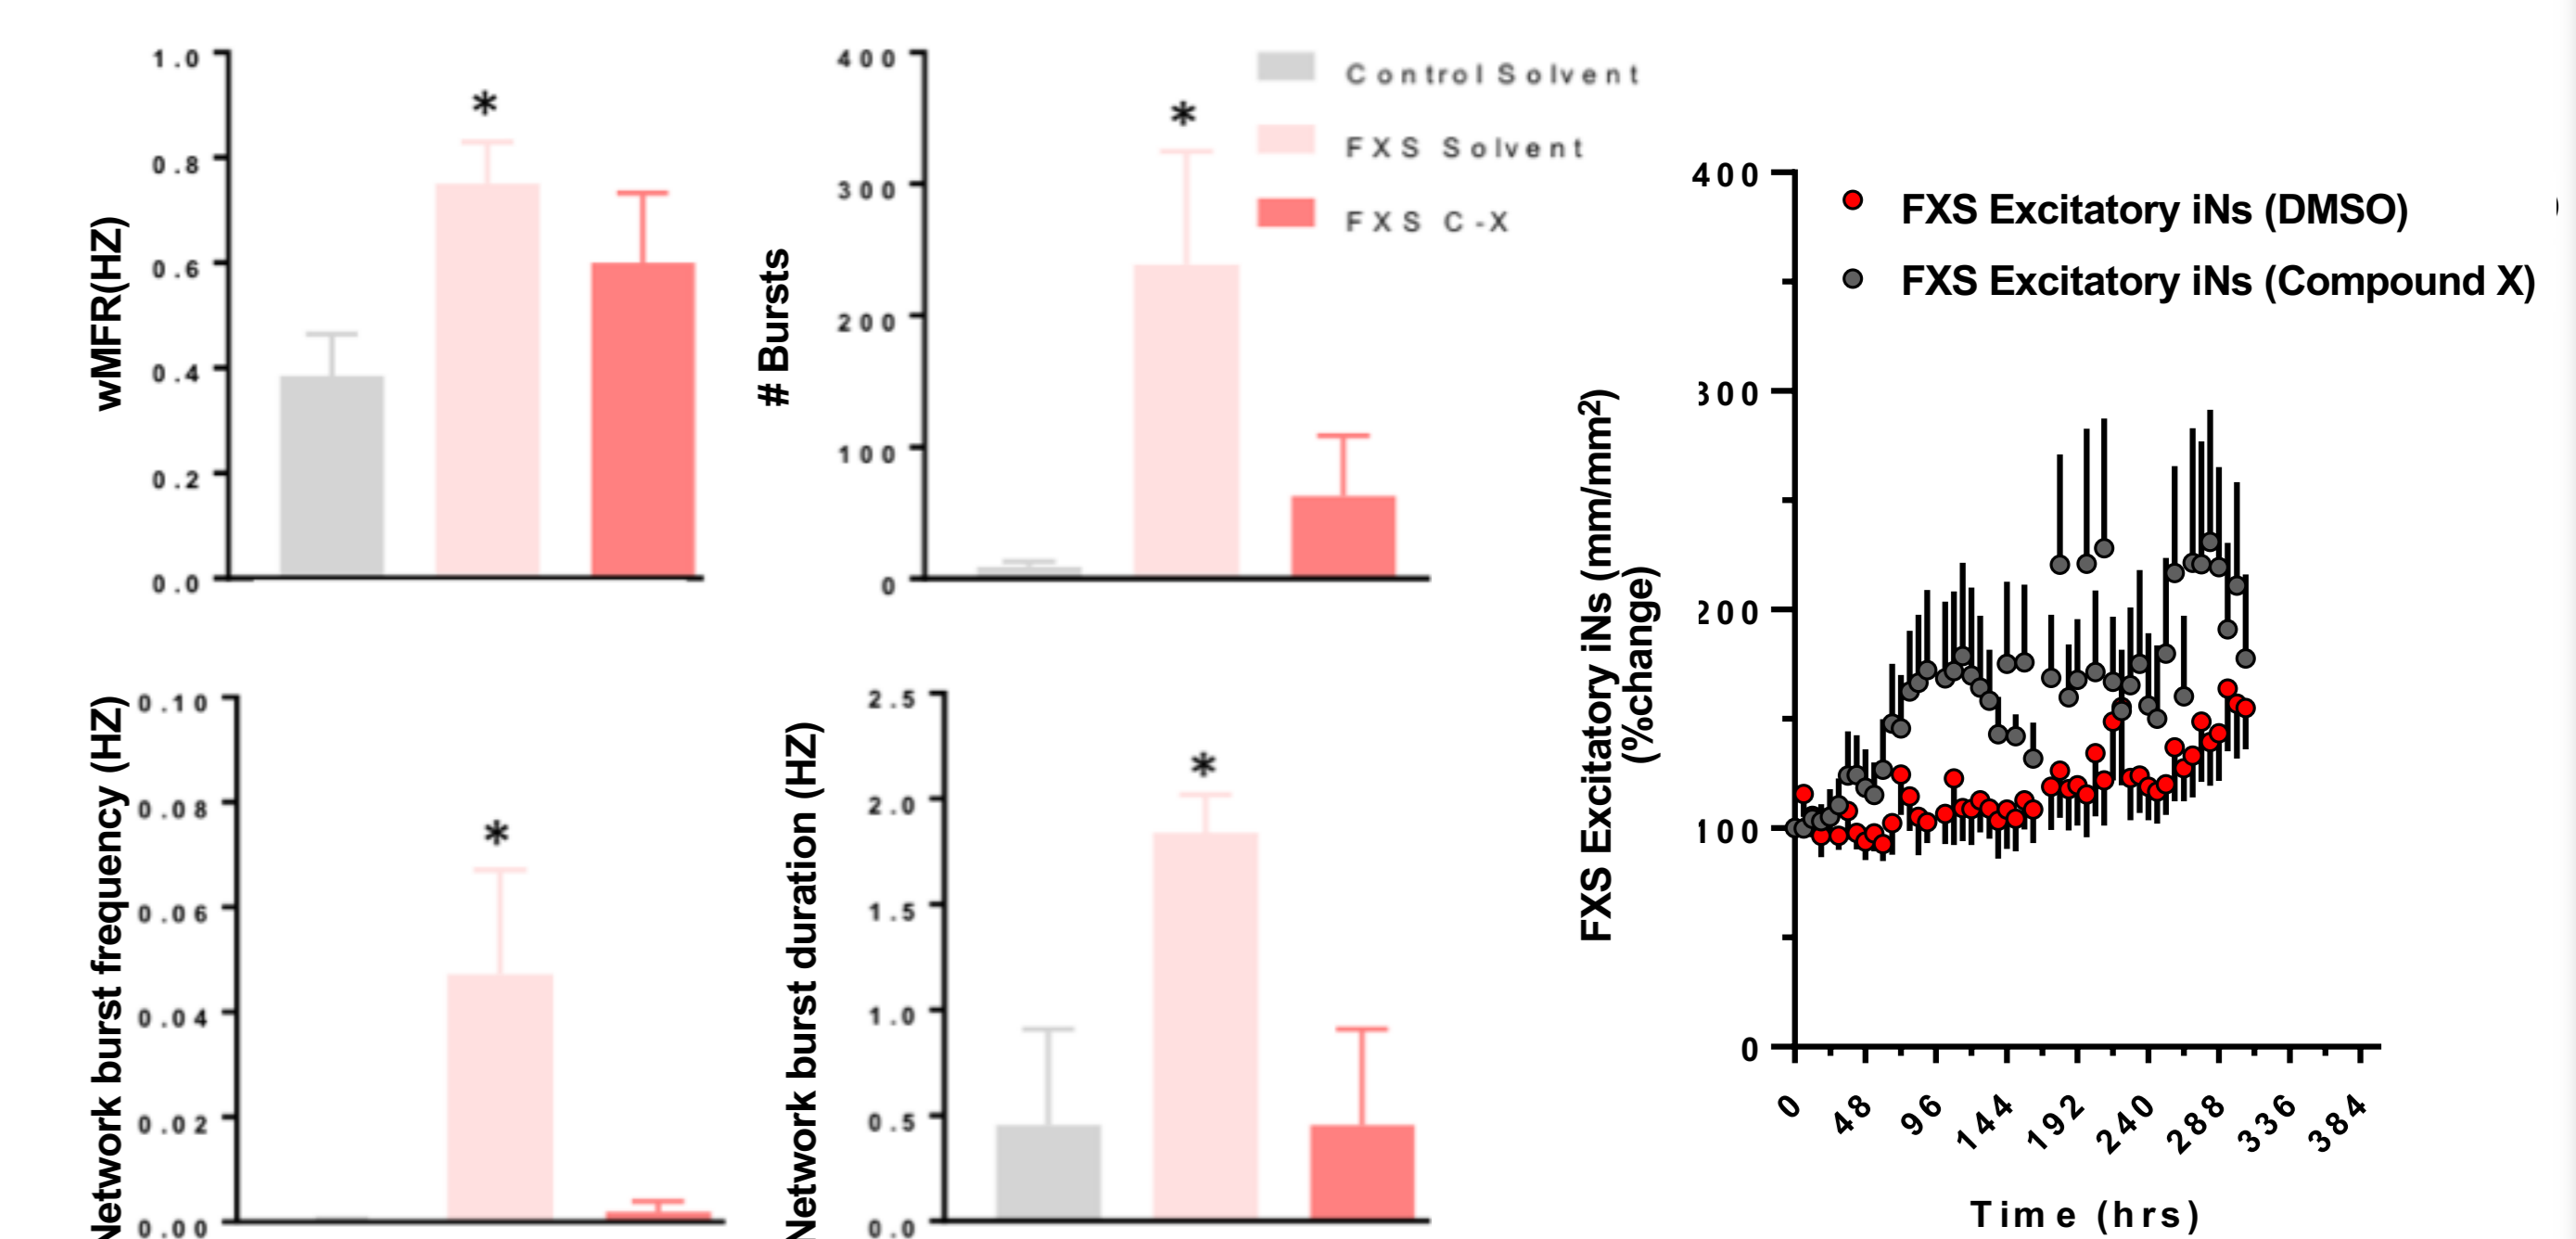 wMFR(HZ)
1.0
0.8
0.6
0.4
0.2
0.0
*
# Bursts
400
300
200
100
0
*
Control Solvent
FXS Solvent
FXS C-X
Network burst frequency (HZ)
0.10
0.08
0.06
0.04
0.02
0.00
*
Network burst duration (HZ)
2.5
2.0
1.5
1.0
0.5
0.0
*
FXS Excitatory iNs (mm/mm²)
(%change)
400
300
200
100
0
FXS Excitatory iNs (DMSO)
FXS Excitatory iNs (Compound X)
0 48 96 144 192 240 288 336 384
Time (hrs)